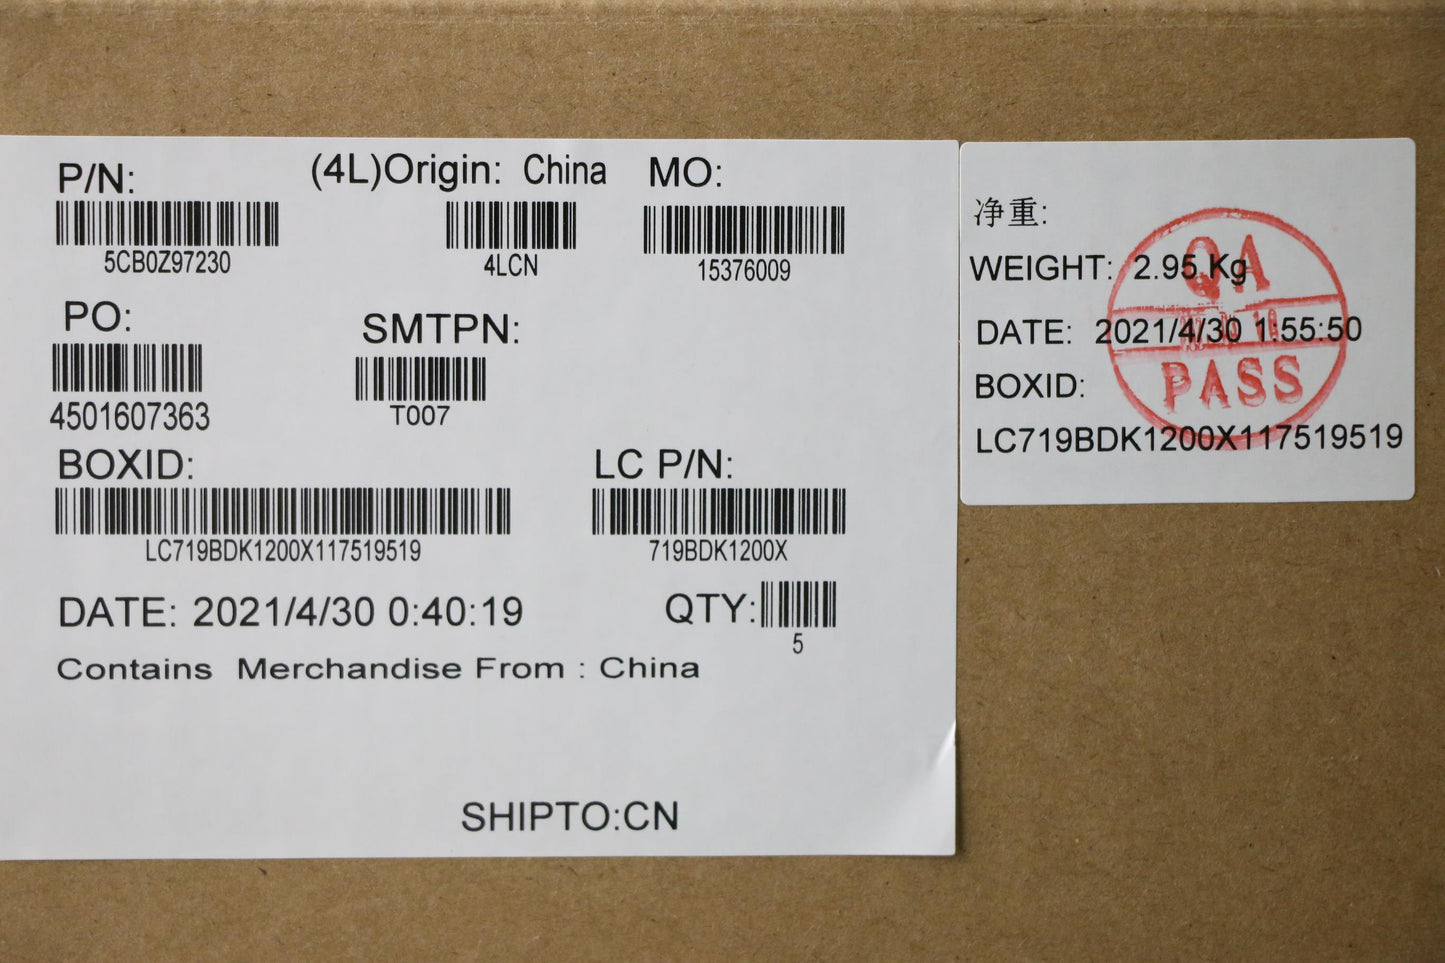 P/N: (4L)Origin: China MO:
5CB0Z97230 4LCN 15376009
PO: SMTPN:
4501607363 T007
BOXID: LC P/N:
LC719BDK1200X117519519 719BDK1200X
DATE: 2021/4/30 0:40:19 QTY:
5
Contains Merchandise From : China
SHIPTO:CN
净重:
WEIGHT: 2.95 Kg
DATE: 2021/4/30 1:55:50
BOXID:
LC719BDK1200X117519519
QA
PASS